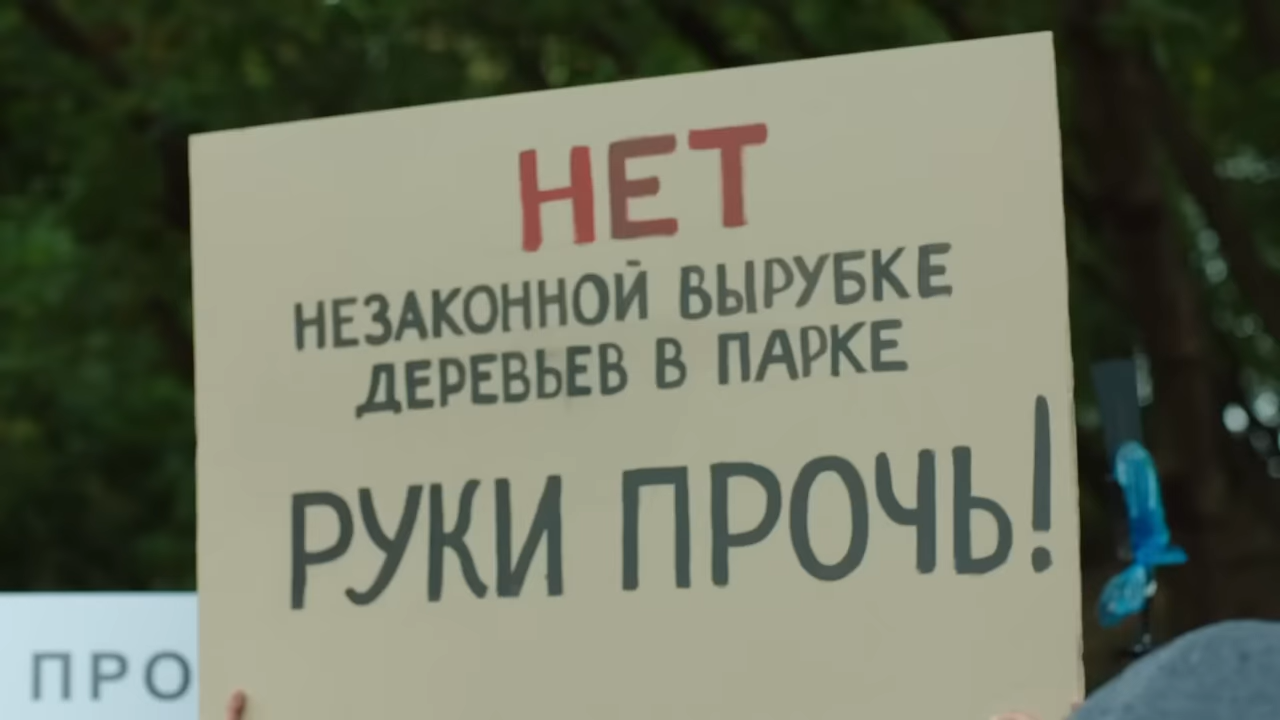 НЕТ
НЕЗАКОННОЙ ВЫРУБКЕ
ДЕРЕВЬЕВ В ПАРКЕ
РУКИ ПРОЧЬ!
ПРО